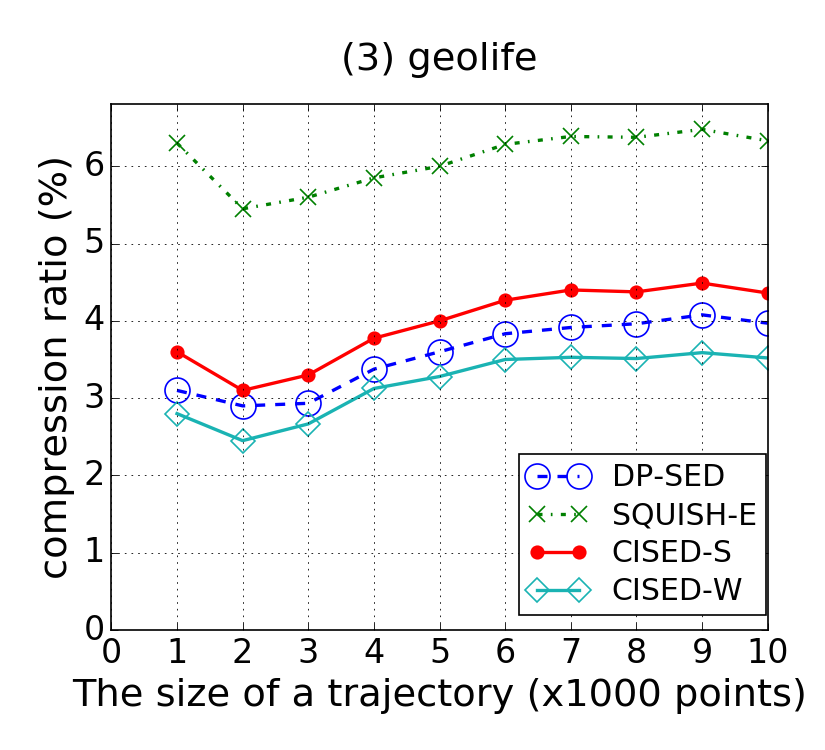 (3) geolife
compression ratio (%)
6
5
4
3
2
1
0
0 1 2 3 4 5 6 7 8 9 10
The size of a trajectory (x1000 points)
DP-SED
SQUISH-E
CISED-S
CISED-W